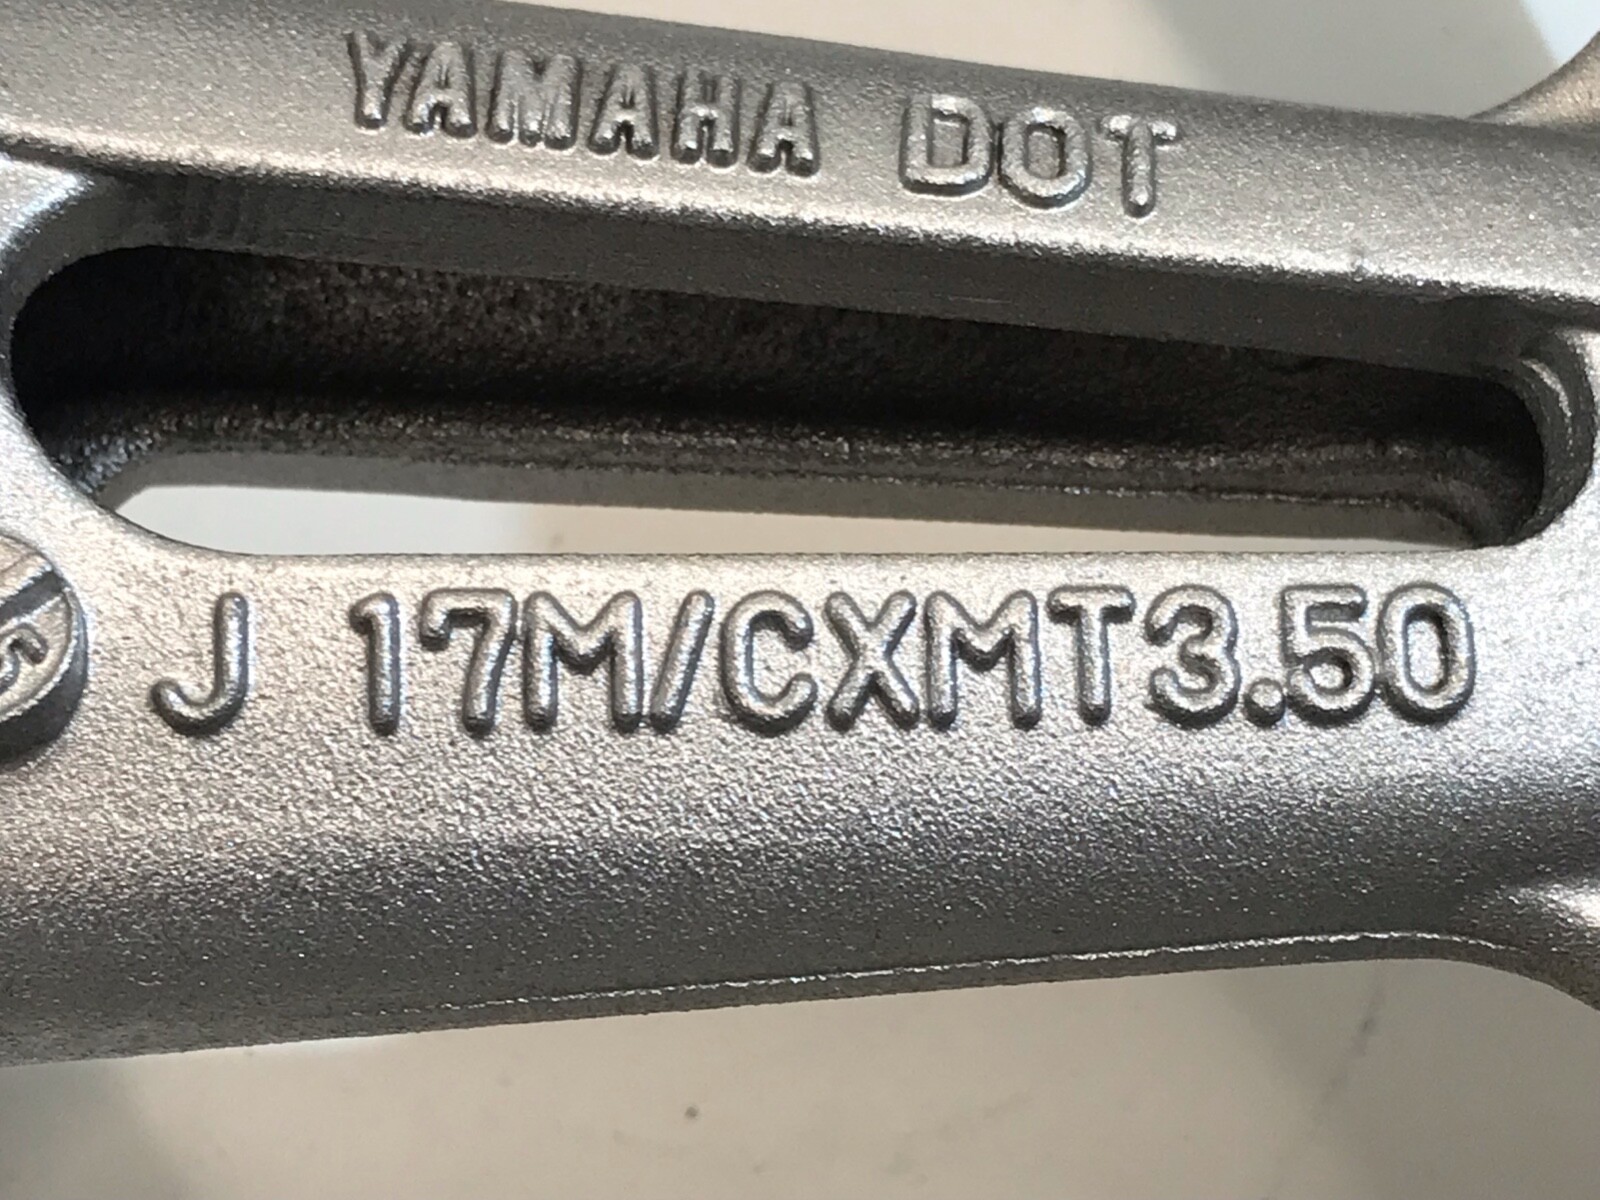 YAMAHA DOT
J 17M/CXMT3.50